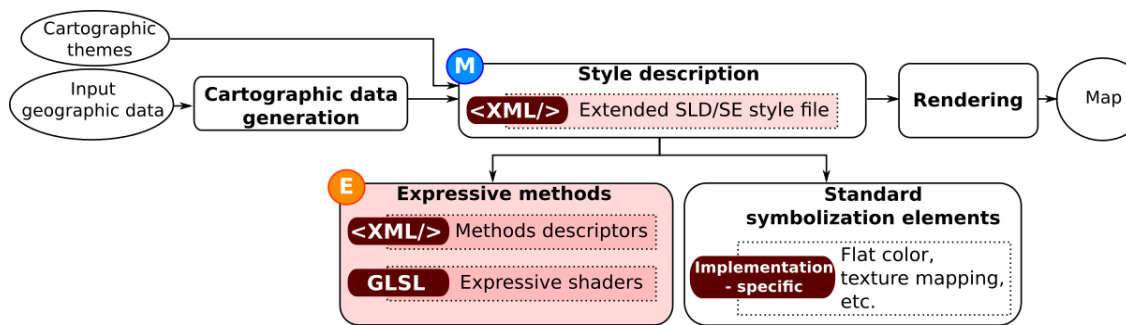 Cartographic
themes
Input
geographic data
Cartographic data
generation
M
Style description
<XML/> Extended SLD/SE style file
Rendering
Map
E
Expressive methods
<XML/> Methods descriptors
GLSL Expressive shaders
Standard
symbolization elements
Implementation
- specific
Flat color,
texture mapping,
etc.